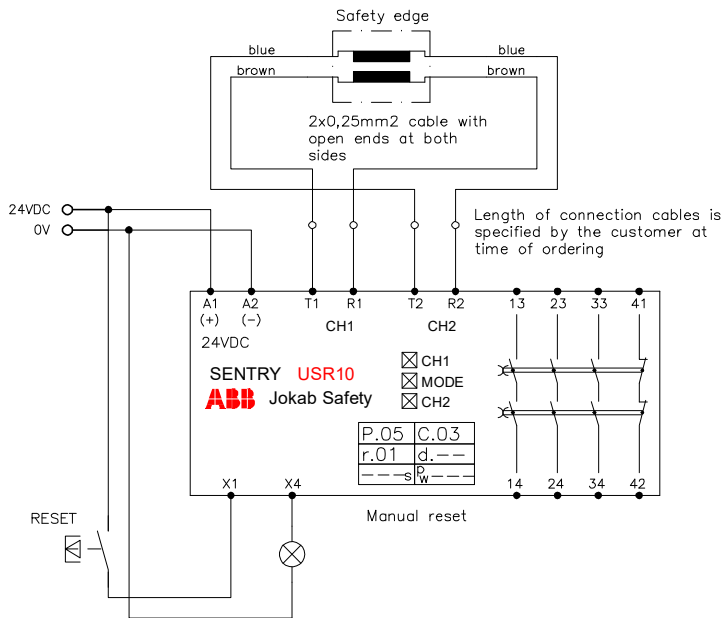 Safety edge
blue
blue
brown
brown
2x0,25mm2 cable with
open ends at both
sides
24VDC
0V
Length of connection cables is
specified by the customer at
time of ordering
A1 A2 T1 R1 T2 R2 13 23 33 41
(+) (-) CH1 CH2
24VDC
SENTRY USR10
CH1
MODE
ABB Jokab Safety
CH2
P.05 C.03
r.01 d.--
---s Pw---
X1 X4 14 24 34 42
RESET
Manual reset